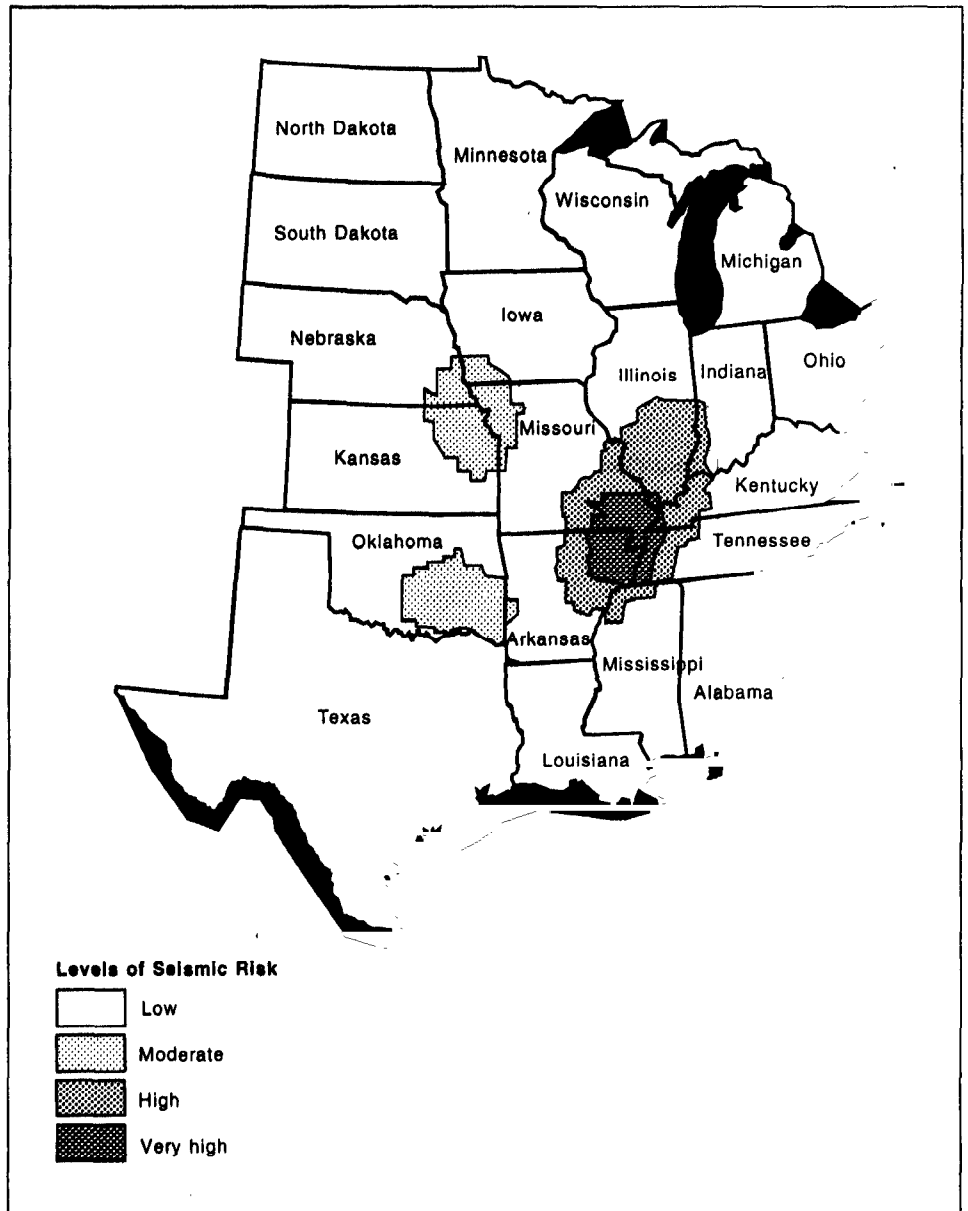 North Dakota
Minnesota
Wisconsin
South Dakota
Michigan
Iowa
Nebraska
Ohio
Illinois
Indiana
Missouri
Kansas
Kentucky
Oklahoma
Tennessee
Arkansas
Mississippi
Alabama
Texas
Louisiana
Levels of Seismic Risk
Low
Moderate
High
Very high